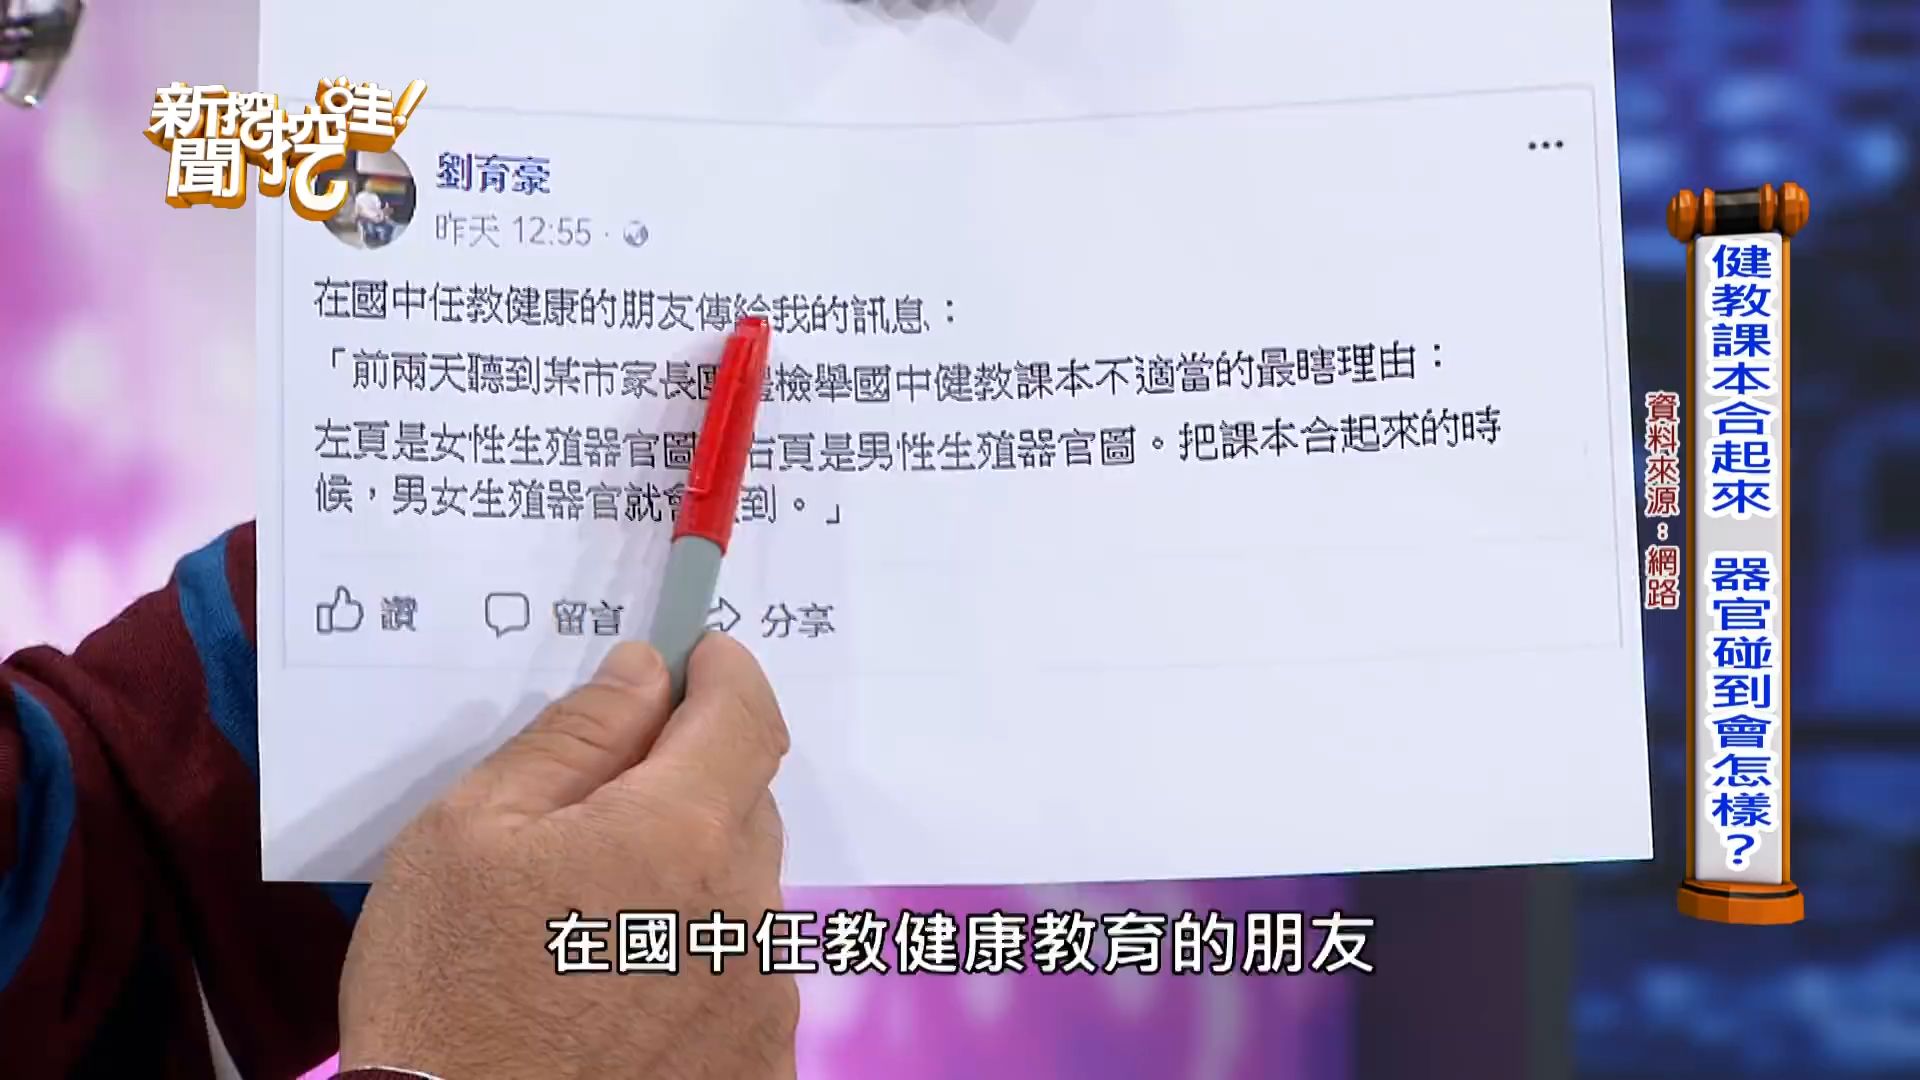 新聞挖挖哇!
劉育豪
昨天 12:55
在國中任教健康的朋友傳給我的訊息：
「前兩天聽到某市家長團體檢舉國中健教課本不適當的最瞎理由：
左頁是女性生殖器官圖 右頁是男性生殖器官圖。把課本合起來的時
候，男女生殖器官就會 到。」
讚 留言 分享
健教課本合起來 器官碰到會怎樣?
資料來源：網路
在國中任教健康教育的朋友